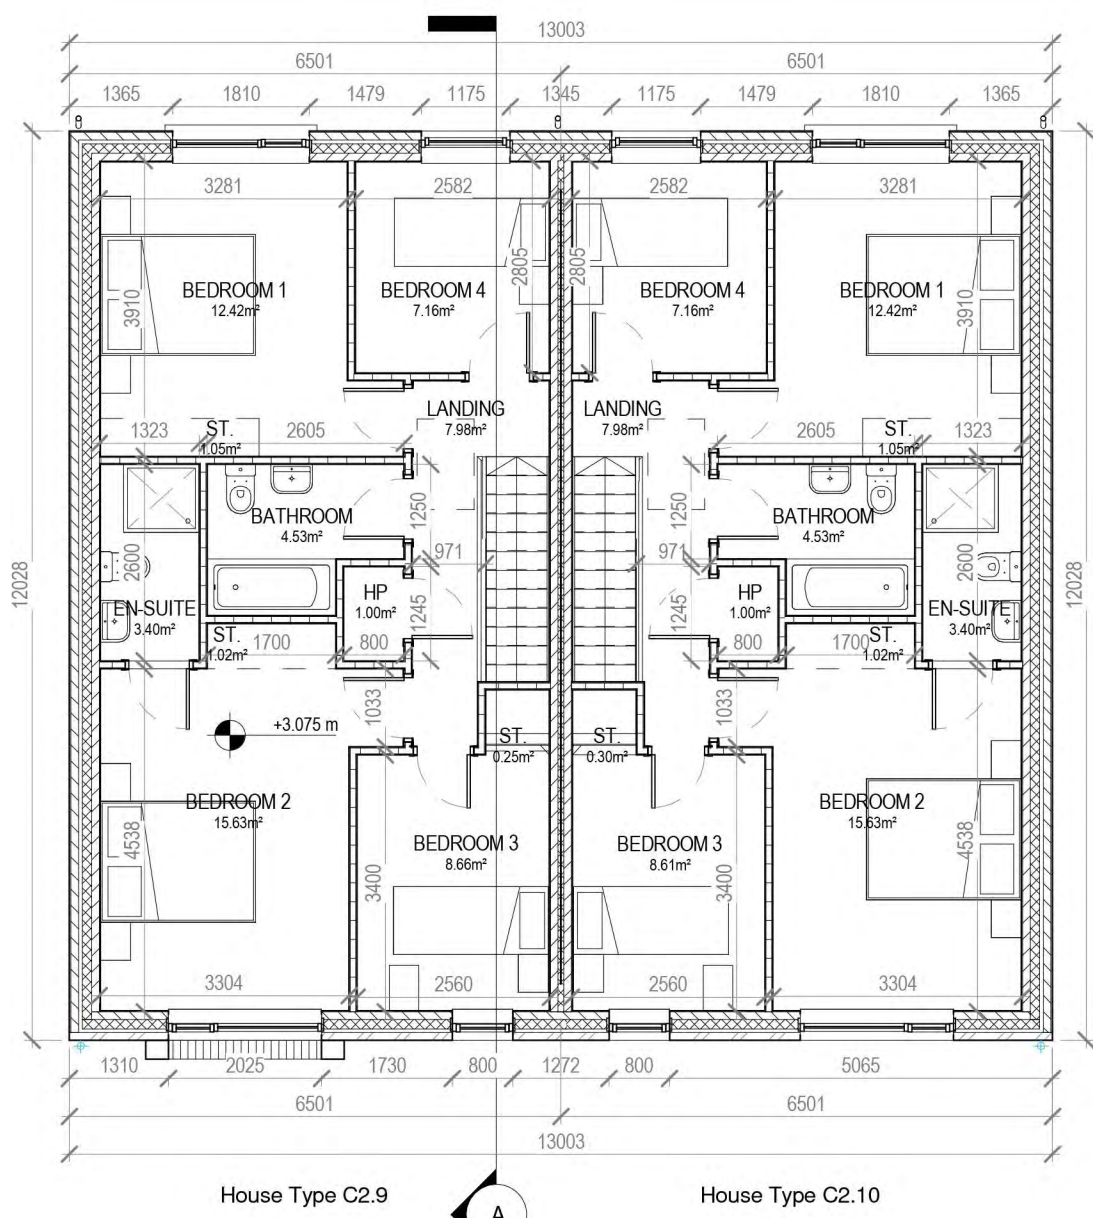 13003
6501 6501
1365 1810 1479 1175 1345 1175 1479 1810 1365
3281 2582 2582 3281
2805 2805
BEDROOM 1 BEDROOM 4 BEDROOM 4 BEDROOM 1
12.42m² 7.16m² 7.16m² 12.42m²
3910 3910
LANDING LANDING
7.98m² 7.98m²
ST. ST.
1323 2605 2605 1323
1.05m² 1.05m²
1250 1250
BATHROOM BATHROOM
4.53m² 4.53m²
971 971
2600 2600
12028 12028
HP HP
1.00m² 1.00m²
1245 1245
EN-SUITE EN-SUITE
3.40m² 3.40m²
ST. ST.
1700 800 800 1700
1.02m² 1.02m²
1033 1033
+3.075 m
ST. ST.
0.25m² 0.30m²
BEDROOM 2 BEDROOM 2
15.63m² 15.63m²
4538 4538
BEDROOM 3 BEDROOM 3
8.66m² 8.61m²
3400 3400
3304 2560 2560 3304
1310 2025 1730 800 1272 800 5065
6501 6501
13003
House Type C2.9 House Type C2.10
A